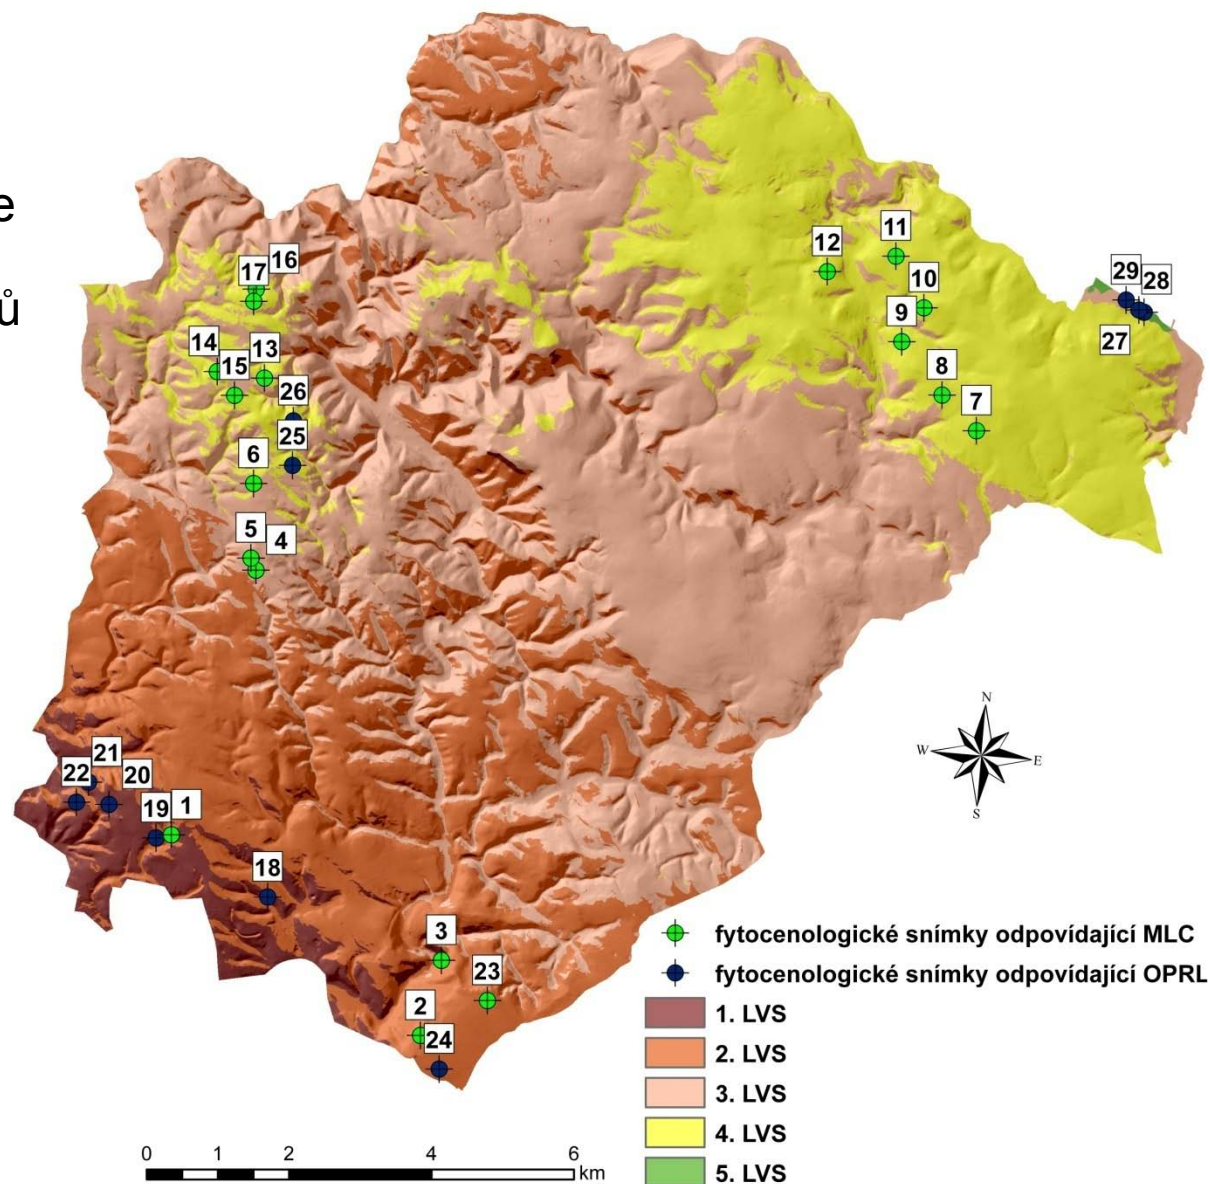 e
ů
16
17
11
12
29
28
10
9
27
14
13
15
26
8
7
25
6
5
4
N
W
E
S
21
22
20
19
1
18
3
23
2
24
fytocenologické snímky odpovídající MLC
fytocenologické snímky odpovídající OPRL
1. LVS
2. LVS
3. LVS
4. LVS
5. LVS
0 1 2 4 6
km